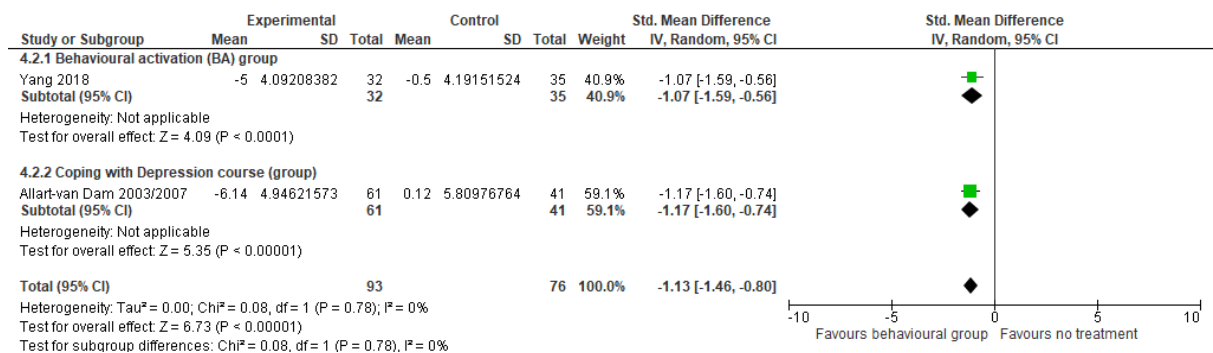 Experimental Control Std. Mean Difference Std. Mean Difference
Study or Subgroup Mean SD Total Mean SD Total Weight IV, Random, 95% CI IV, Random, 95% CI
4.2.1 Behavioural activation (BA) group
Yang 2018 -5 4.09208382 32 -0.5 4.19151524 35 40.9% -1.07 [-1.59, -0.56]
Subtotal (95% CI) 32 35 40.9% -1.07 [-1.59, -0.56]
Heterogeneity: Not applicable
Test for overall effect: Z = 4.09 (P < 0.0001)
4.2.2 Coping with Depression course (group)
Allart-van Dam 2003/2007 -6.14 4.94621573 61 0.12 5.80976764 41 59.1% -1.17 [-1.60, -0.74]
Subtotal (95% CI) 61 41 59.1% -1.17 [-1.60, -0.74]
Heterogeneity: Not applicable
Test for overall effect: Z = 5.35 (P < 0.00001)
Total (95% CI) 93 76 100.0% -1.13 [-1.46, -0.80]
Heterogeneity: Tau² = 0.00; Chi² = 0.08, df = 1 (P = 0.78); I² = 0%
Test for overall effect: Z = 6.73 (P < 0.00001)
Test for subgroup differences: Chi² = 0.08, df = 1 (P = 0.78), I² = 0%
-10 -5 0 5 10
Favours behavioural group Favours no treatment